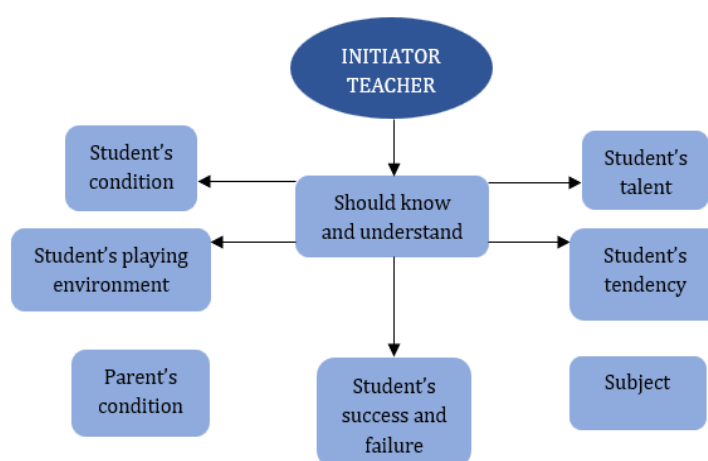 INITIATOR
TEACHER
Student’s
condition
Should know
and understand
Student’s
talent
Student’s playing
environment
Student’s
tendency
Parent’s
condition
Student’s
success and
failure
Subject